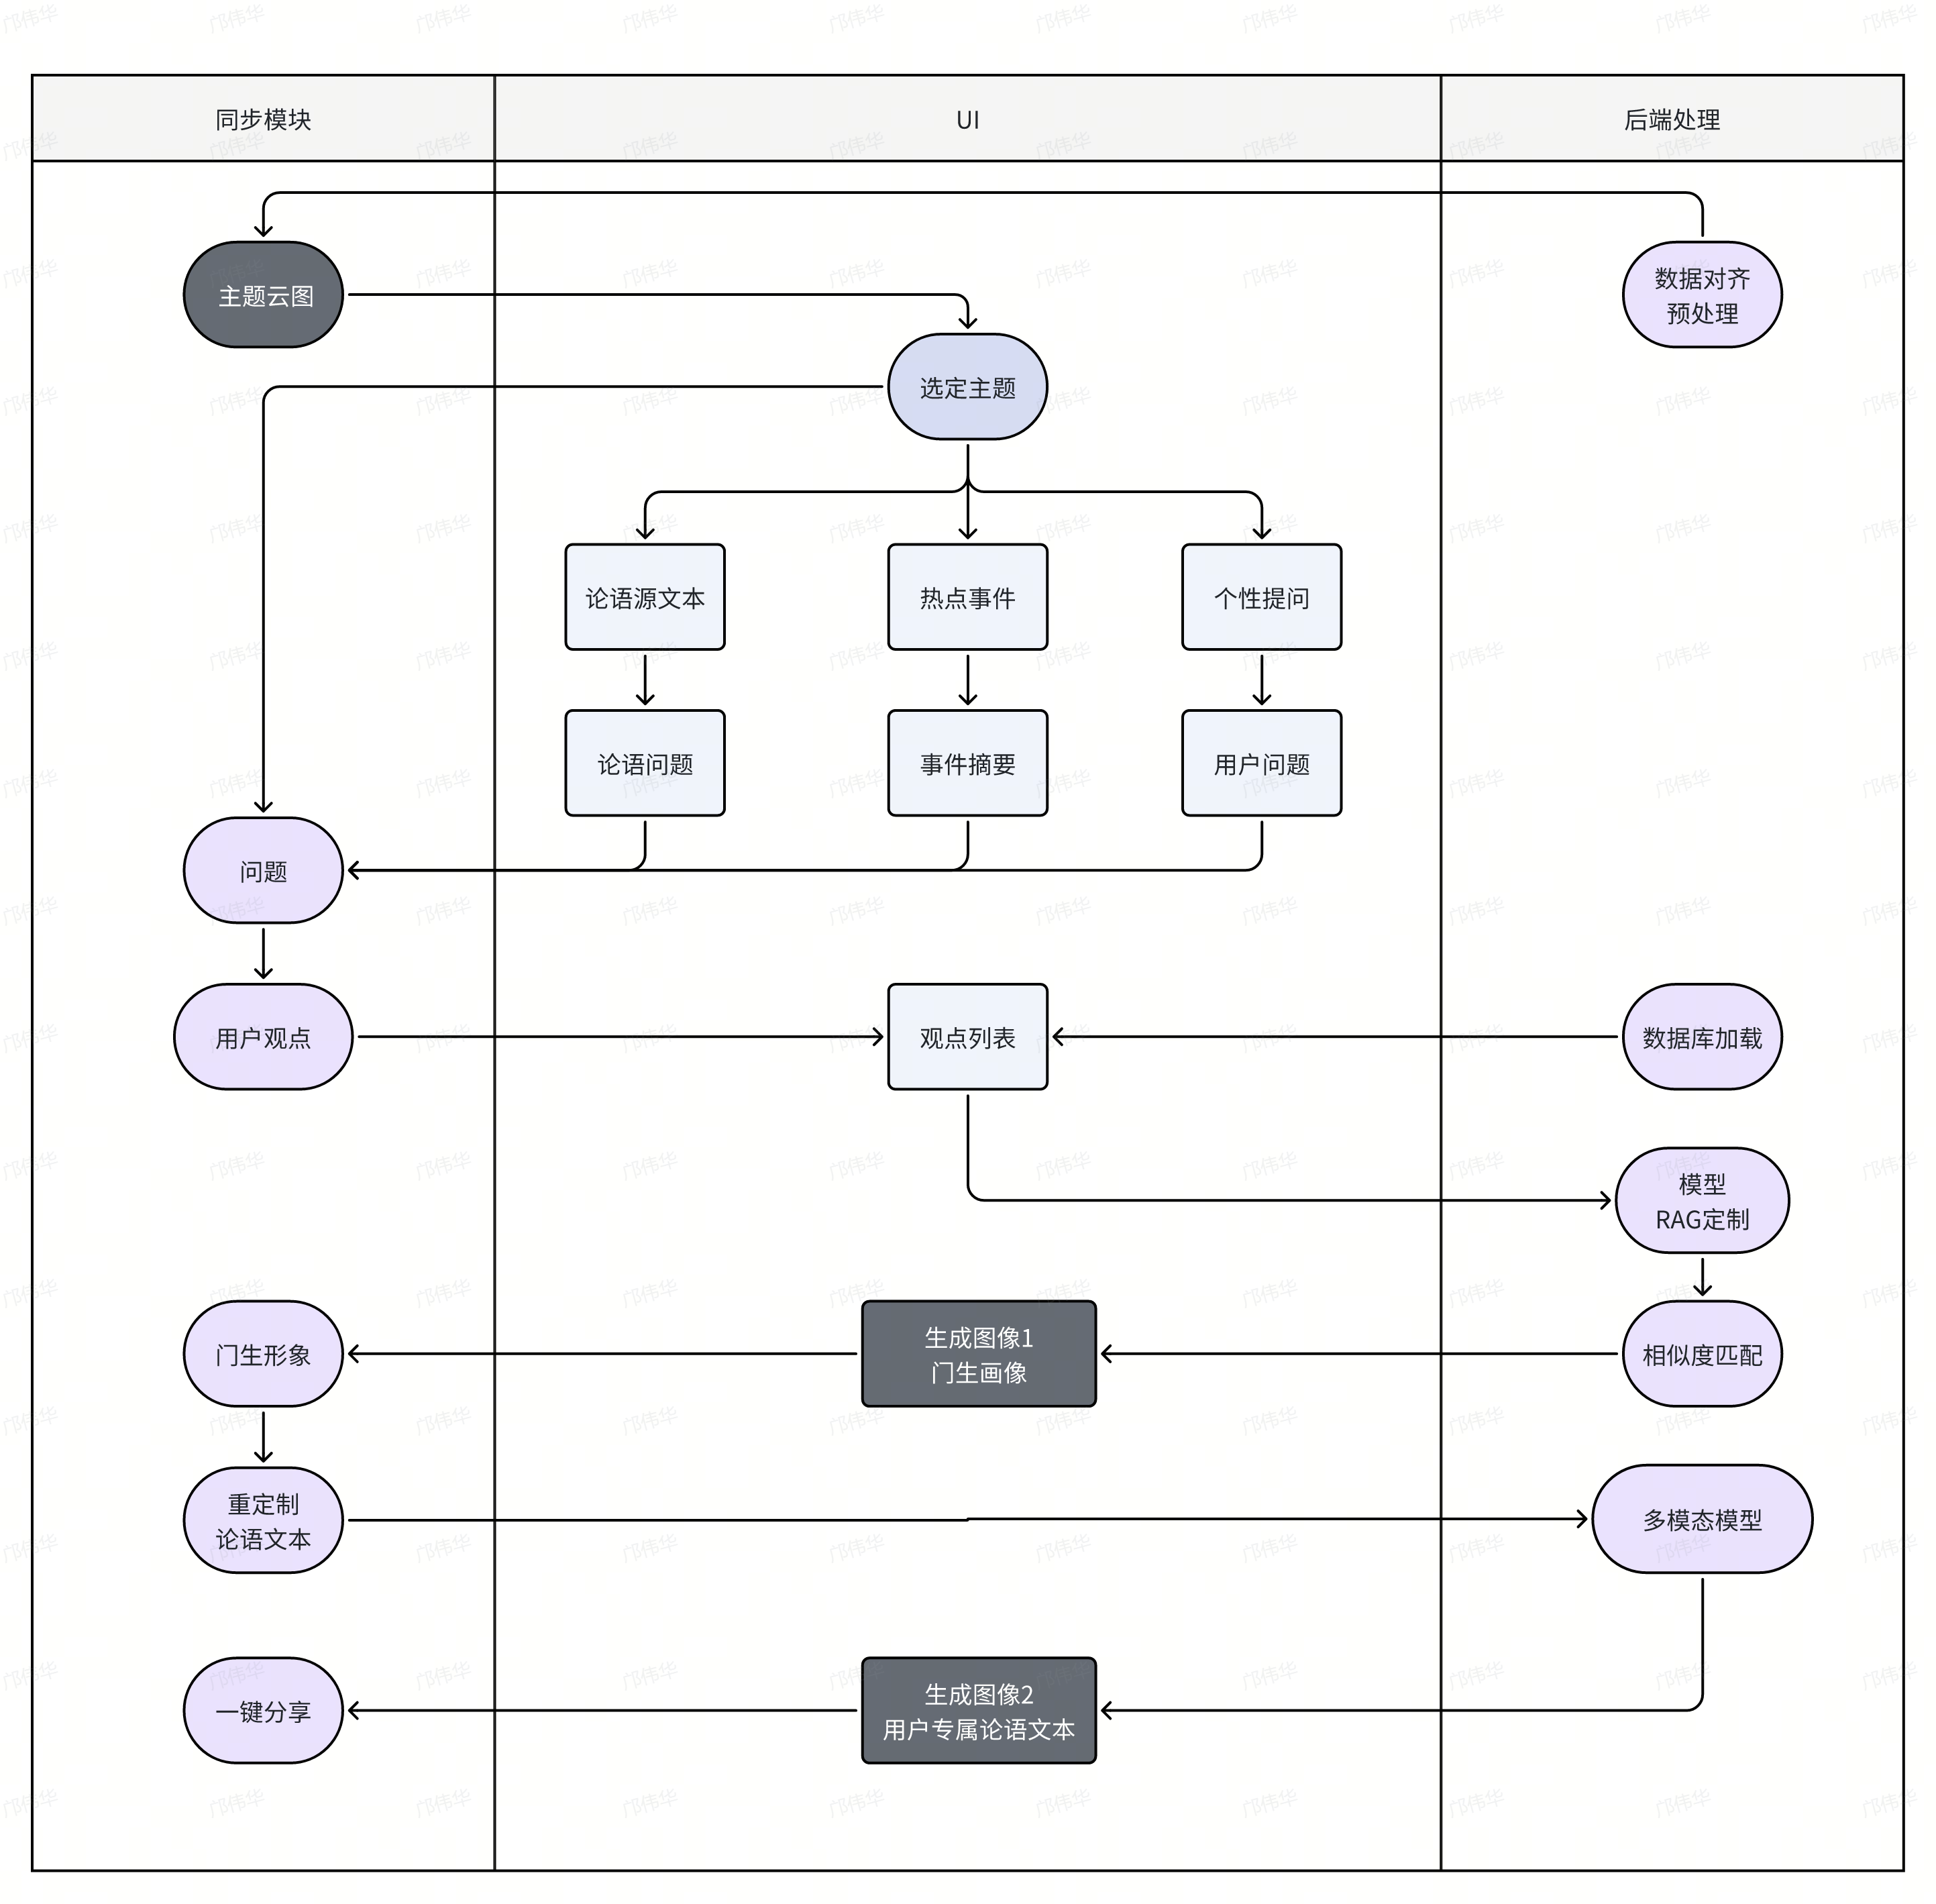 同步模块
UI
后端处理
主题云图
数据对齐
预处理
选定主题
论语源文本
热点事件
个性提问
论语问题
事件摘要
用户问题
问题
用户观点
观点列表
数据库加载
模型
RAG定制
门生形象
生成图像1
门生画像
相似度匹配
重定制
论语文本
多模态模型
一键分享
生成图像2
用户专属论语文本
邝伟华